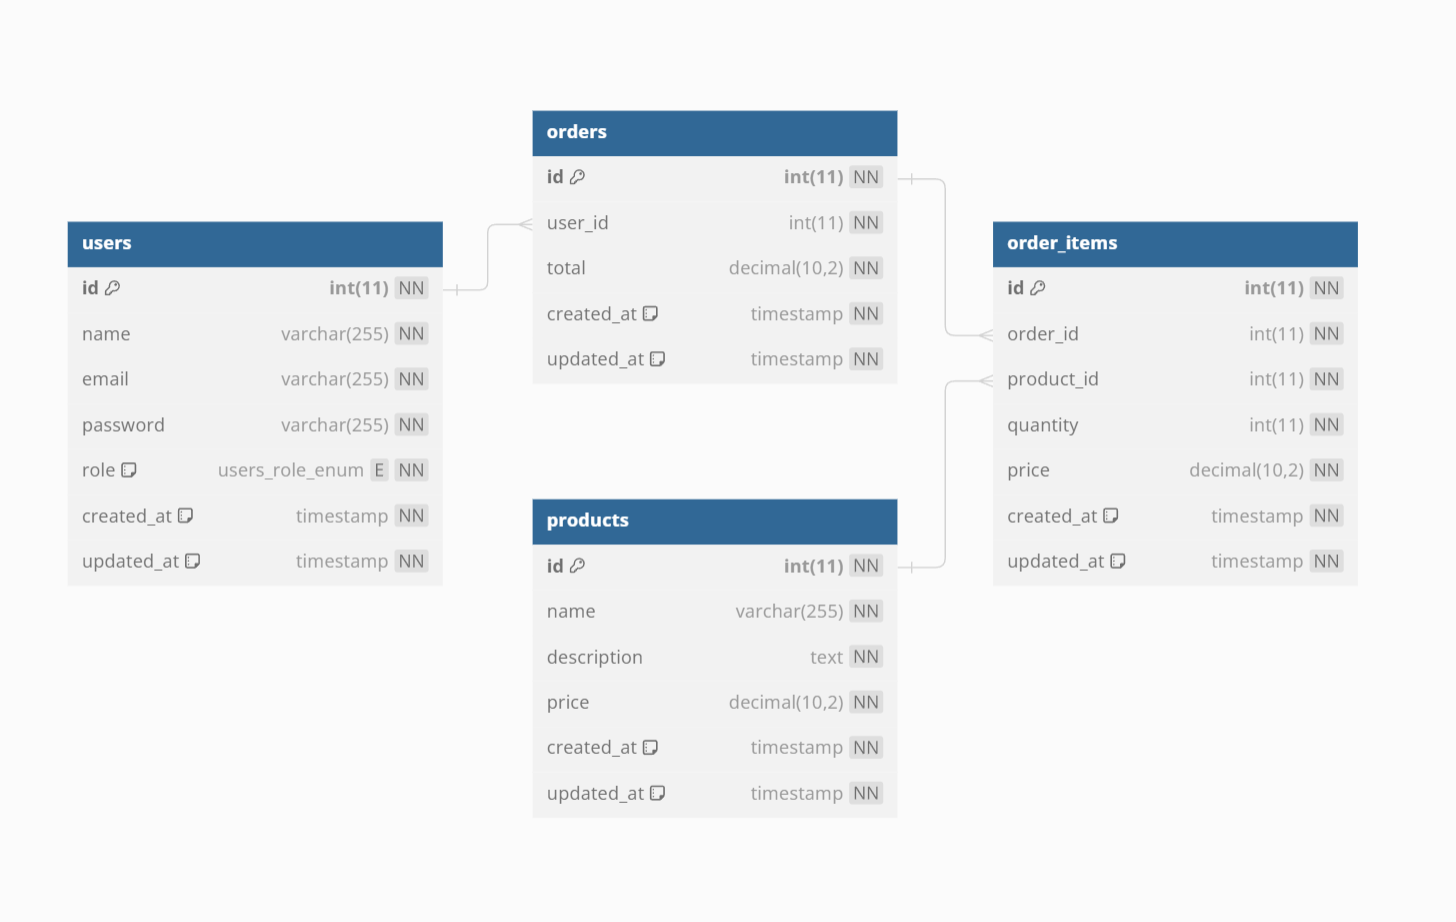 users
id int(11) NN
name varchar(255) NN
email varchar(255) NN
password varchar(255) NN
role users_role_enum E NN
created_at timestamp NN
updated_at timestamp NN
orders
id int(11) NN
user_id int(11) NN
total decimal(10,2) NN
created_at timestamp NN
updated_at timestamp NN
products
id int(11) NN
name varchar(255) NN
description text NN
price decimal(10,2) NN
created_at timestamp NN
updated_at timestamp NN
order_items
id int(11) NN
order_id int(11) NN
product_id int(11) NN
quantity int(11) NN
price decimal(10,2) NN
created_at timestamp NN
updated_at timestamp NN